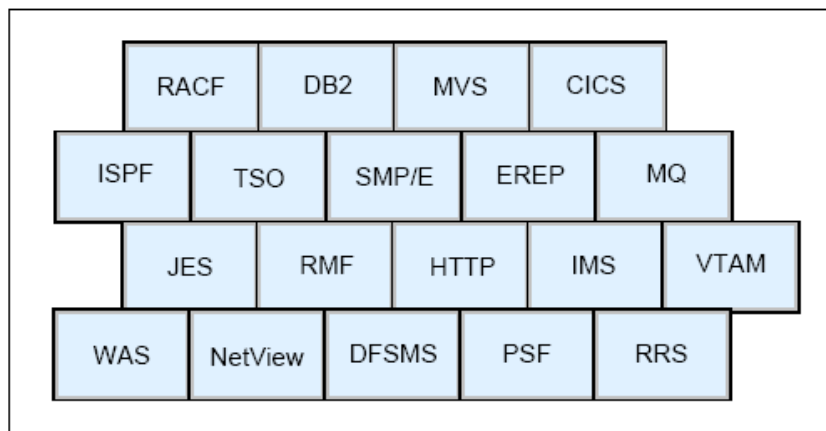 RACF DB2 MVS CICS
ISPF TSO SMP/E EREP MQ
JES RMF HTTP IMS VTAM
WAS NetView DFSMS PSF RRS